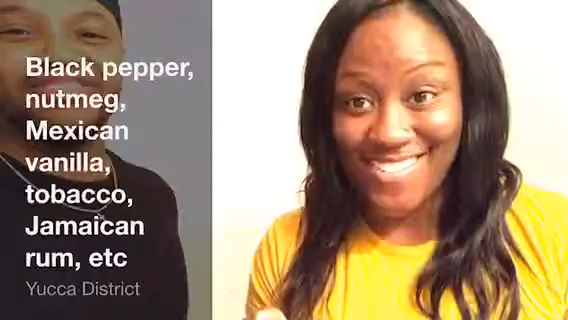 Black pepper,
nutmeg,
Mexican
vanilla,
tobacco,
Jamaican
rum, etc
Yucca District